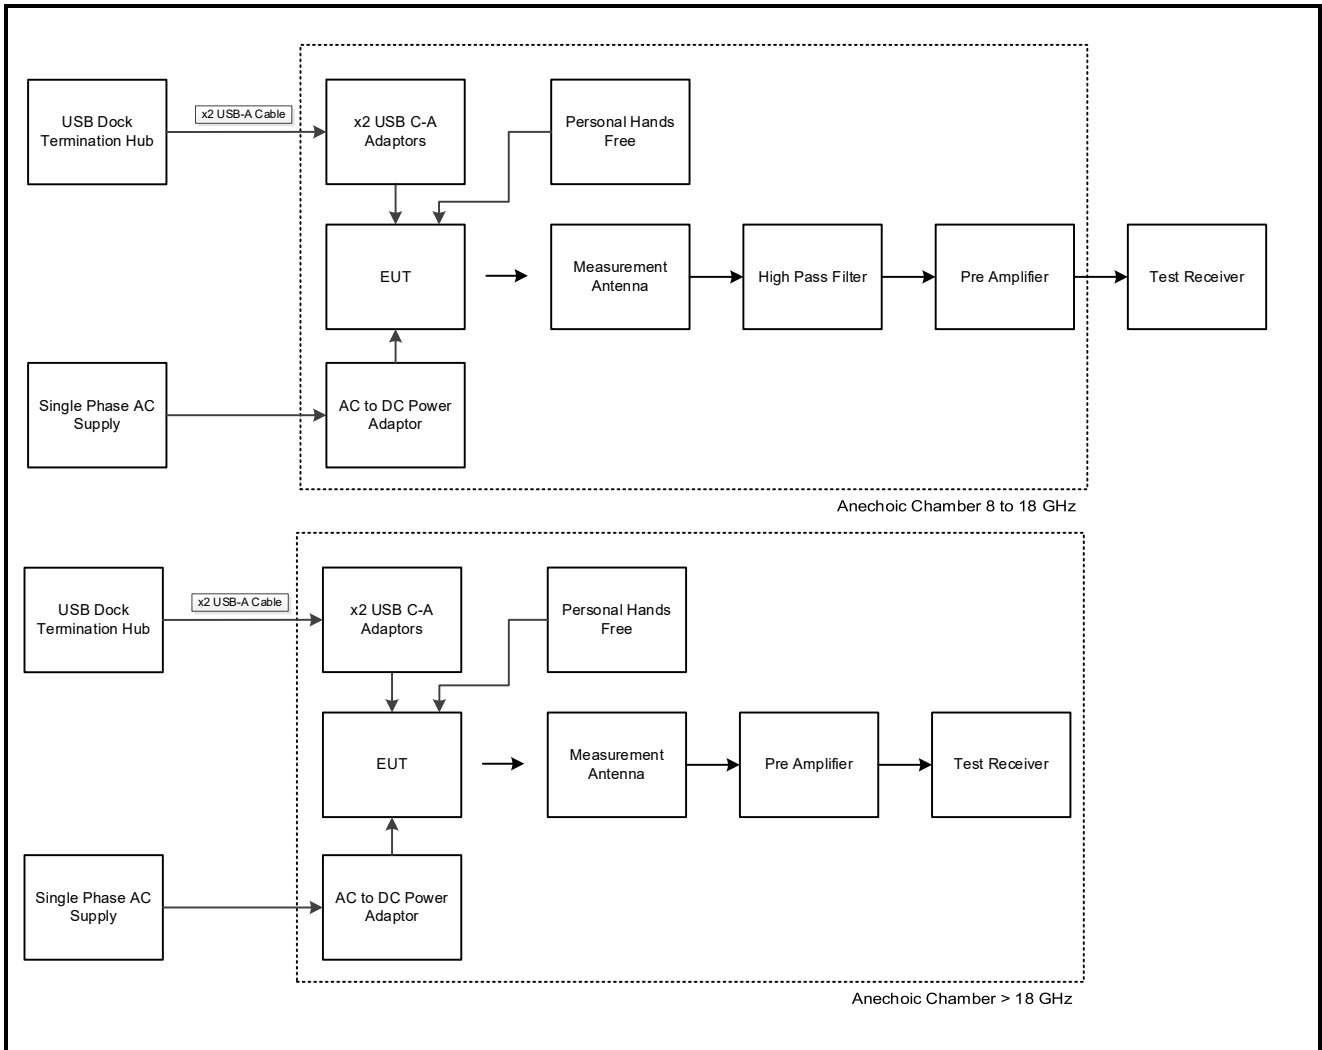 USB Dock
Termination Hub
x2 USB-A Cable
x2 USB C-A
Adaptors
Personal Hands
Free
EUT
Measurement
Antenna
High Pass Filter
Pre Amplifier
Test Receiver
Single Phase AC
Supply
AC to DC Power
Adaptor
Anechoic Chamber 8 to 18 GHz
USB Dock
Termination Hub
x2 USB-A Cable
x2 USB C-A
Adaptors
Personal Hands
Free
EUT
Measurement
Antenna
Pre Amplifier
Test Receiver
Single Phase AC
Supply
AC to DC Power
Adaptor
Anechoic Chamber > 18 GHz